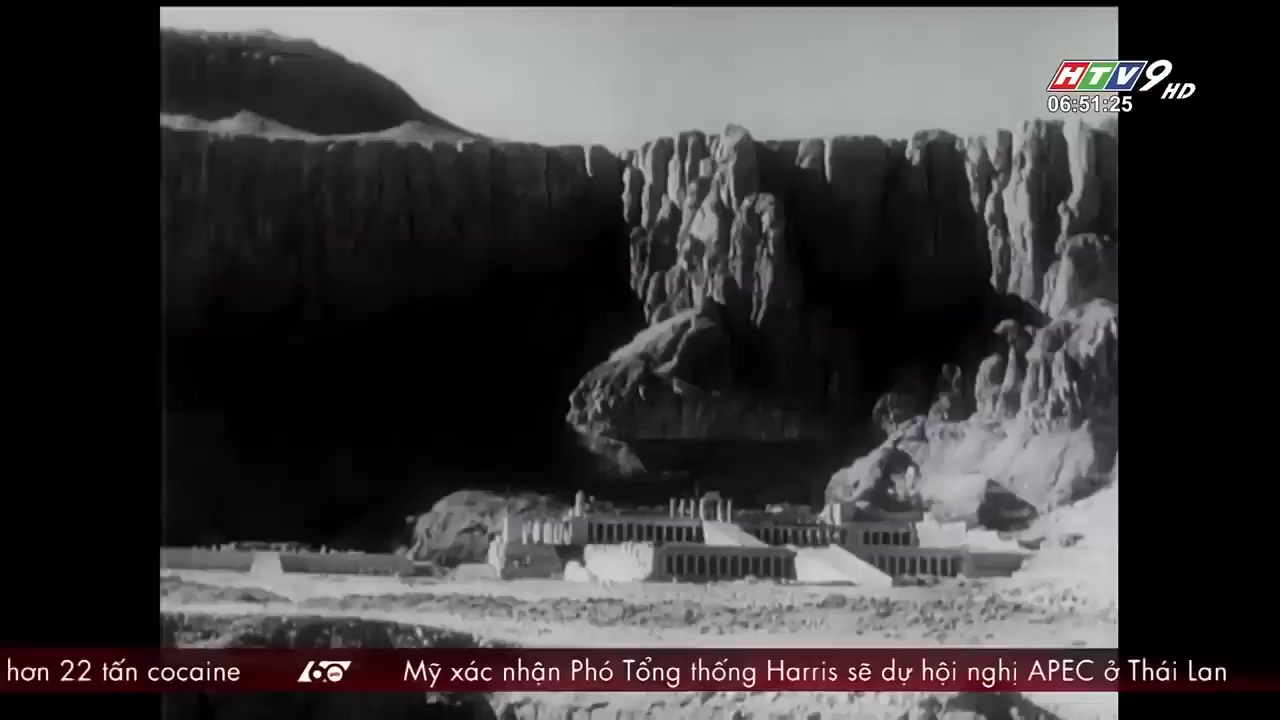 HTV9 HD
06:51:25
hơn 22 tấn cocaine 60 Mỹ xác nhận Phó Tổng thống Harris sẽ dự hội nghị APEC ở Thái Lan